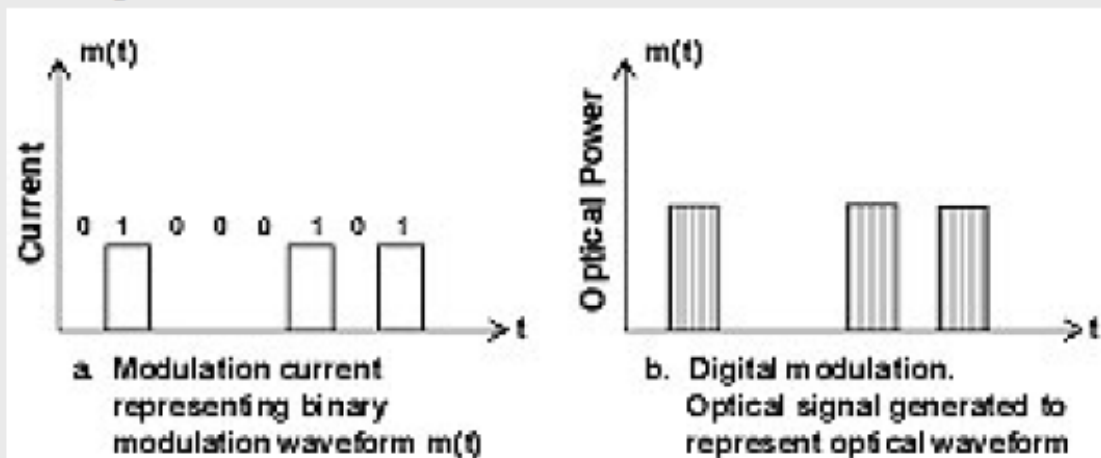 m(t)
Current
0 1 0 0 0 1 0 1
t
a. Modulation current
representing binary
modulation waveform m(t)
m(t)
Optical Power
t
b. Digital modulation.
Optical signal generated to
represent optical waveform